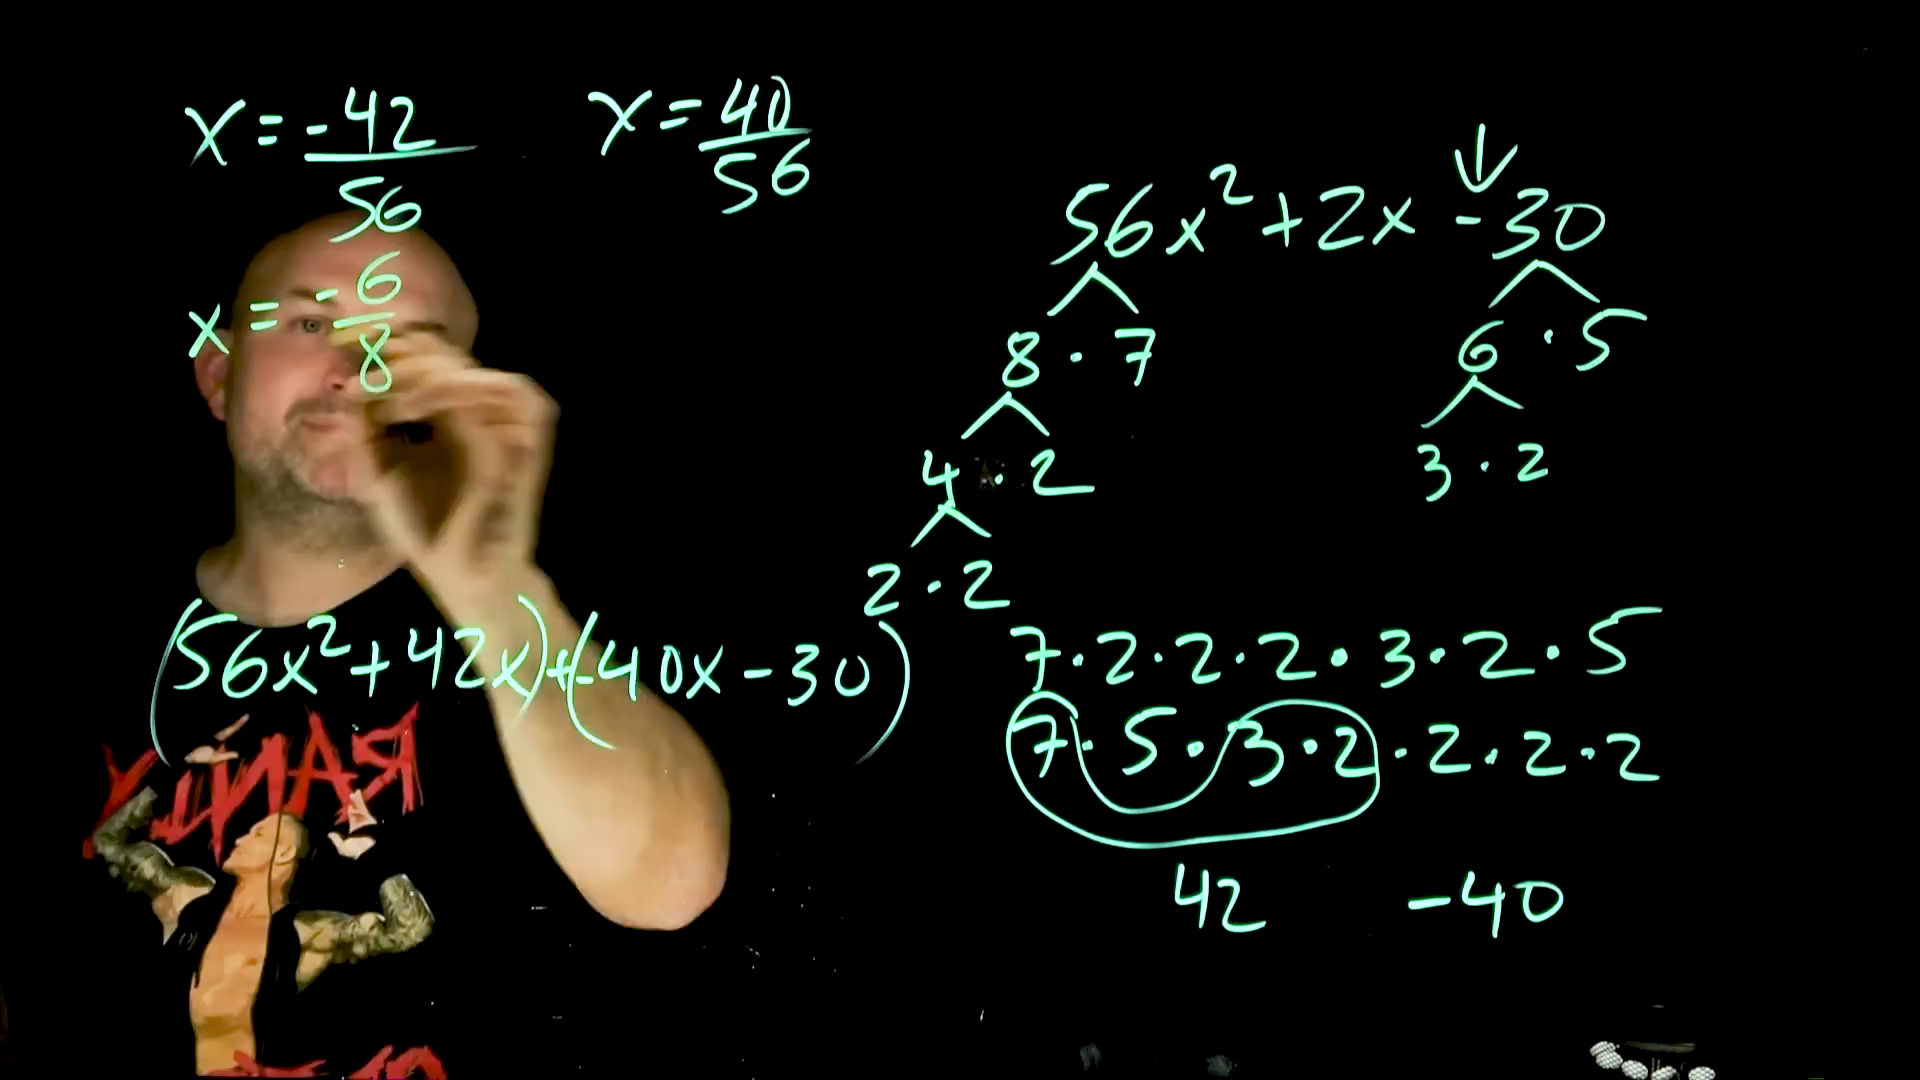 x = -42/56
x = 40/56
x = -6/8
56x² + 2x - 30
8 · 7
6 · 5
4 · 2
3 · 2
2 · 2
(56x² + 42x) + (-40x - 30)
7 · 2 · 2 · 2 · 3 · 2 · 5
7 · 5 · 3 · 2 · 2 · 2 · 2
42 -40